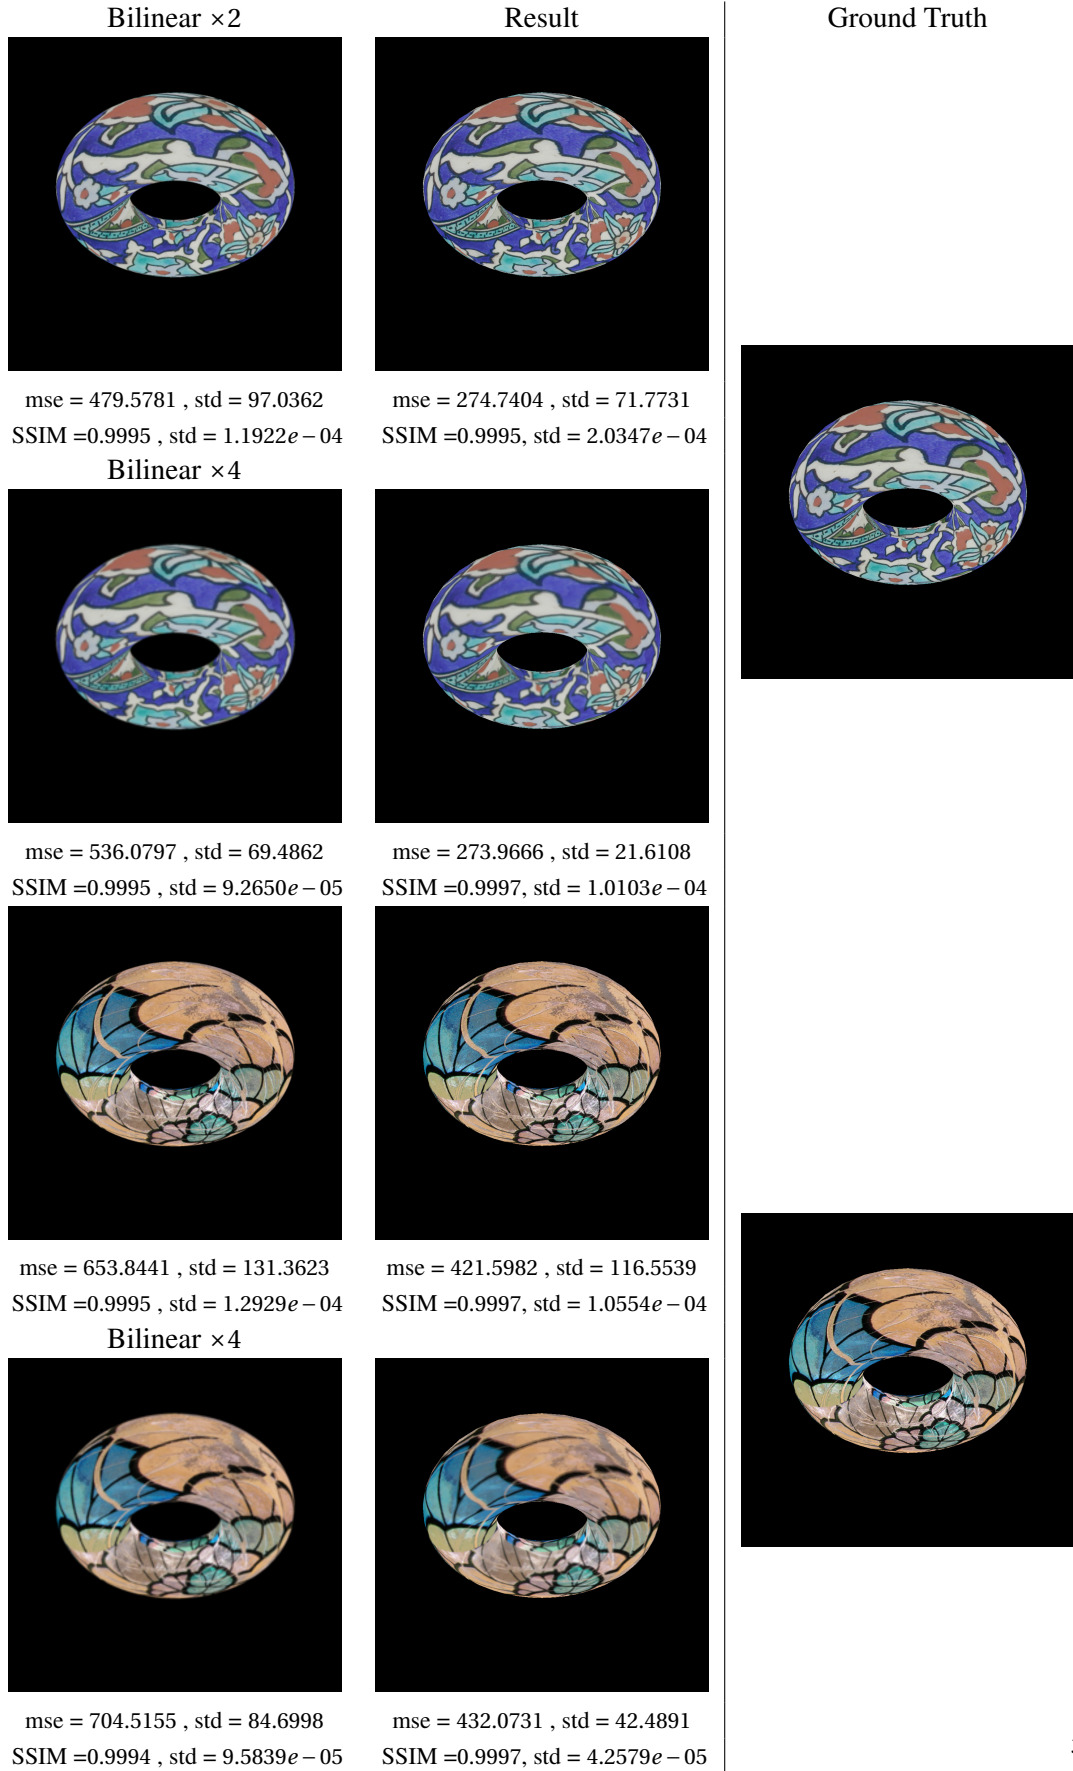 Bilinear ×2 Result Ground Truth
mse = 479.5781 , std = 97.0362 mse = 274.7404 , std = 71.7731
SSIM =0.9995 , std = 1.1922e − 04 SSIM =0.9995, std = 2.0347e − 04
Bilinear ×4
mse = 536.0797 , std = 69.4862 mse = 273.9666 , std = 21.6108
SSIM =0.9995 , std = 9.2650e − 05 SSIM =0.9997, std = 1.0103e − 04
mse = 653.8441 , std = 131.3623 mse = 421.5982 , std = 116.5539
SSIM =0.9995 , std = 1.2929e − 04 SSIM =0.9997, std = 1.0554e − 04
Bilinear ×4
mse = 704.5155 , std = 84.6998 mse = 432.0731 , std = 42.4891
SSIM =0.9994 , std = 9.5839e − 05 SSIM =0.9997, std = 4.2579e − 05